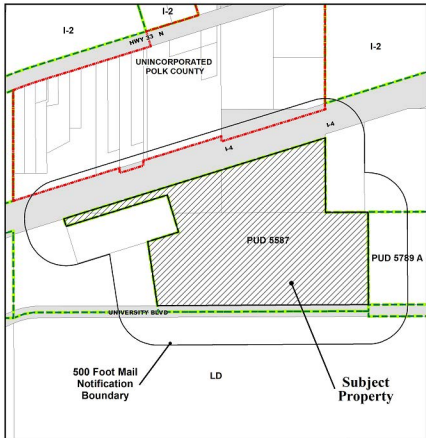 I-2
I-2
HWY 33 N
I-2
UNINCORPORATED
POLK COUNTY
I-4
I-4
PUD 5587
PUD 5789 A
UNIVERSITY BLVD
500 Foot Mail
Notification
Boundary
LD
Subject
Property